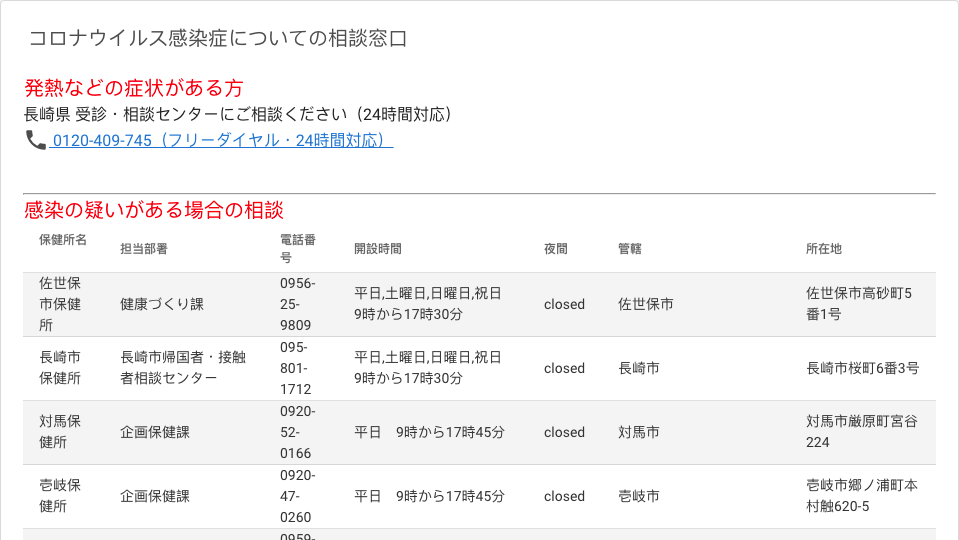 コロナウイルス感染症についての相談窓口
発熱などの症状がある方
長崎県 受診・相談センターにご相談ください（24時間対応）
0120-409-745（フリーダイヤル・24時間対応）
感染の疑いがある場合の相談
保健所名 担当部署 電話番号 開設時間 夜間 管轄 所在地
佐世保市保健所 健康づくり課 0956-25-9809 平日,土曜日,日曜日,祝日 9時から17時30分 closed 佐世保市 佐世保市高砂町5番1号
長崎市保健所 長崎市帰国者・接触者相談センター 095-801-1712 平日,土曜日,日曜日,祝日 9時から17時30分 closed 長崎市 長崎市桜町6番3号
対馬保健所 企画保健課 0920-52-0166 平日　9時から17時45分 closed 対馬市 対馬市厳原町宮谷224
壱岐保健所 企画保健課 0920-47-0260 平日　9時から17時45分 closed 壱岐市 壱岐市郷ノ浦町本村触620-5
0959-